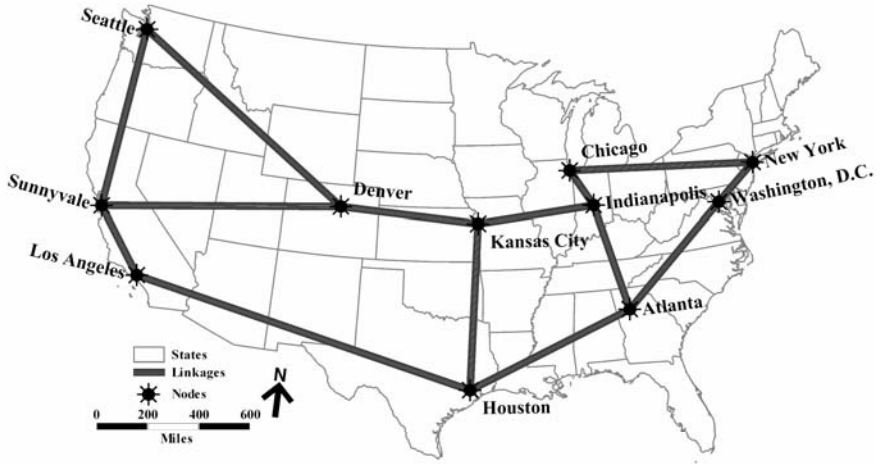 Seattle
Chicago
New York
Sunnyvale
Denver
Indianapolis
Washington, D.C.
Kansas City
Los Angeles
Atlanta
States
Linkages
N
Nodes
Houston
0 200 400 600
Miles